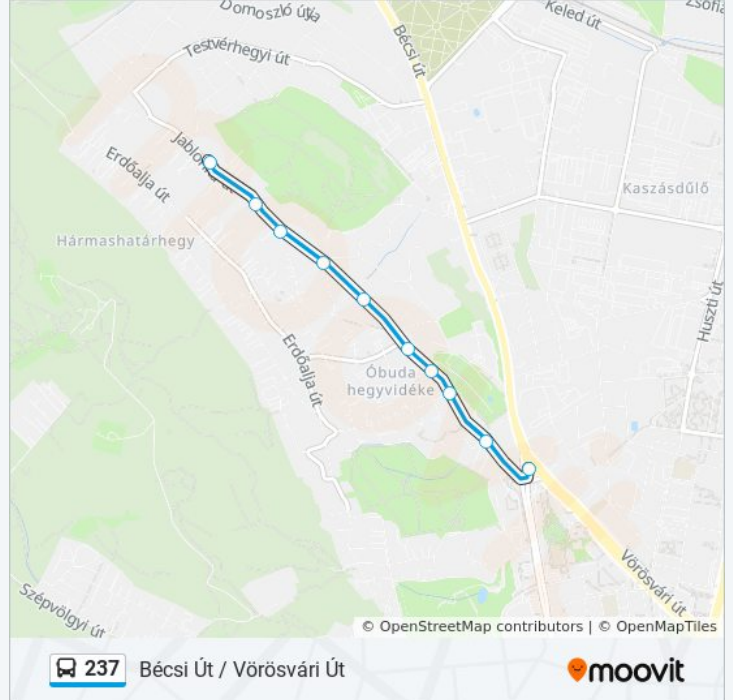 Domoszló útja
Keled út
Zsófia
Bécsi út
Testvérhegyi út
Jablonka út
Erdőalja út
Kaszásdűlő
Hármashatárhegy
Huszti út
Erdőalja út
Óbuda
hegyvidéke
Vörösvári út
Szépvölgyi út
© OpenStreetMap contributors | © OpenMapTiles
237 Bécsi Út / Vörösvári Út
moovit